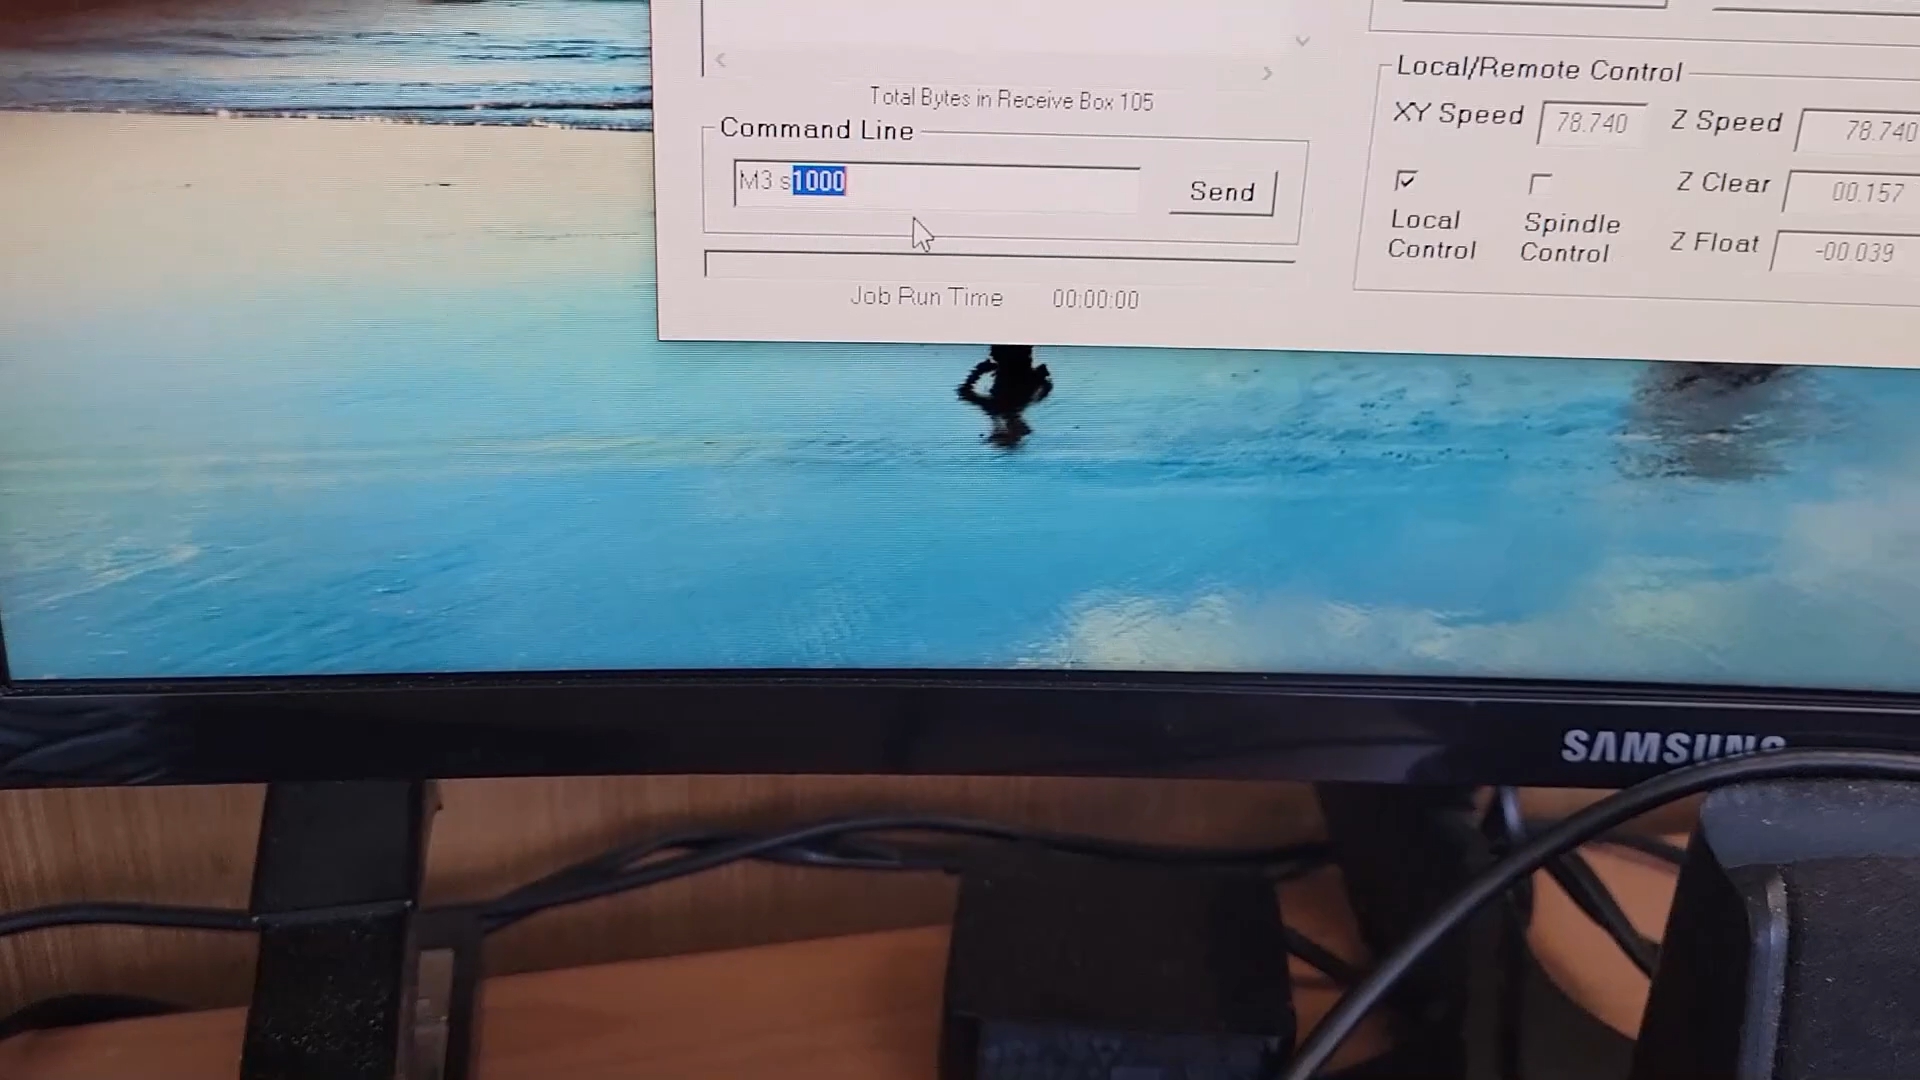 Total Bytes in Receive Box 105
Command Line
M3 s1000
Send
Job Run Time 00:00:00
Local/Remote Control
XY Speed 78.740 Z Speed 78.740
Z Clear 00.157
Local Control
Spindle Control
Z Float -00.039
SAMSUNG